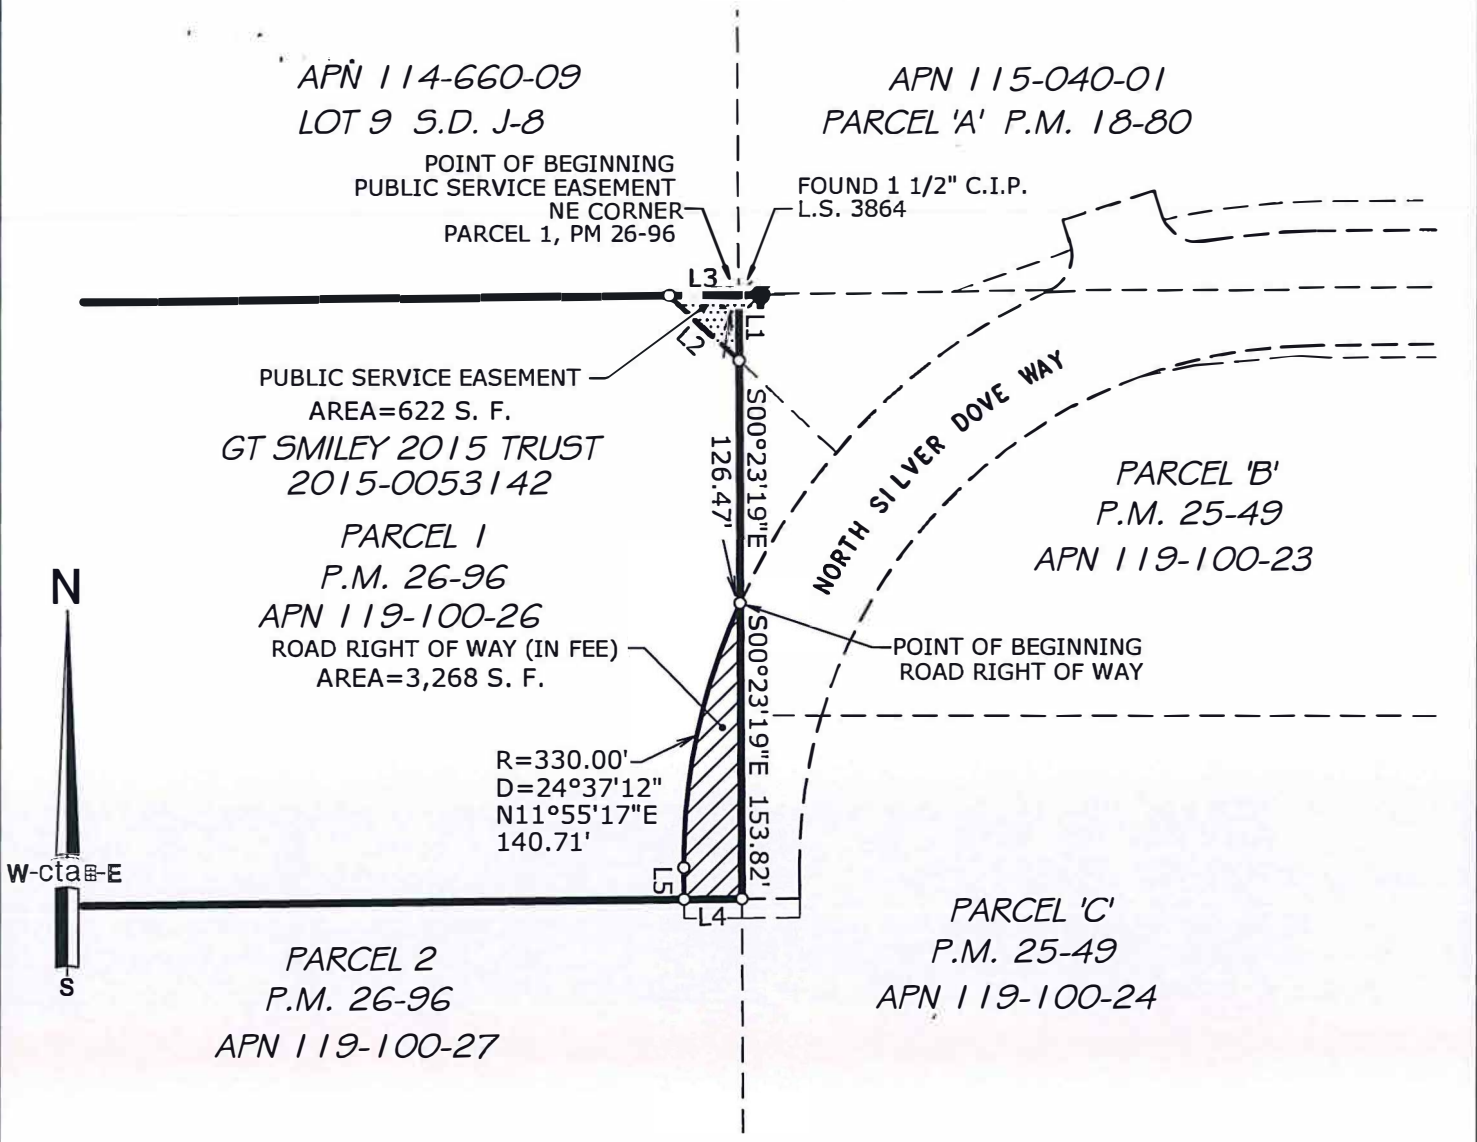 APN 114-660-09
LOT 9 S.D. J-8
APN 115-040-01
PARCEL 'A' P.M. 18-80
POINT OF BEGINNING
PUBLIC SERVICE EASEMENT
NE CORNER
PARCEL 1, PM 26-96
FOUND 1 1/2" C.I.P.
L.S. 3864
L3
L1
L2
PUBLIC SERVICE EASEMENT
AREA=622 S. F.
GT SMILEY 2015 TRUST
2015-0053142
S00°23'19"E
126.47'
NORTH SILVER DOVE WAY
PARCEL 'B'
P.M. 25-49
APN 119-100-23
PARCEL 1
P.M. 26-96
APN 119-100-26
ROAD RIGHT OF WAY (IN FEE)
AREA=3,268 S. F.
POINT OF BEGINNING
ROAD RIGHT OF WAY
S00°23'19"E 153.82'
R=330.00'
D=24°37'12"
N11°55'17"E
140.71'
L5
L4
N
W-cta⊞-E
S
PARCEL 2
P.M. 26-96
APN 119-100-27
PARCEL 'C'
P.M. 25-49
APN 119-100-24